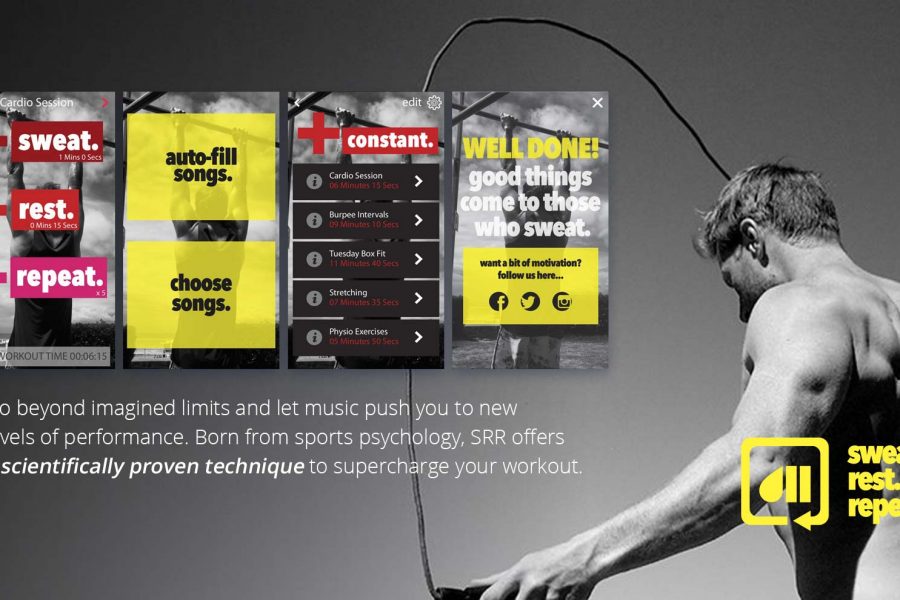 Cardio Session
sweat.
1 Mins 0 Secs
rest.
0 Mins 15 Secs
repeat.
x 5
WORKOUT TIME 00:06:15
auto-fill
songs.
choose
songs.
edit
constant.
Cardio Session
06 Minutes 15 Secs
Burpee Intervals
09 Minutes 10 Secs
Tuesday Box Fit
11 Minutes 40 Secs
Stretching
07 Minutes 35 Secs
Physio Exercises
05 Minutes 50 Secs
WELL DONE!
good things
come to those
who sweat.
want a bit of motivation?
follow us here...
o beyond imagined limits and let music push you to new
vels of performance. Born from sports psychology, SRR offers
scientifically proven technique to supercharge your workout.
swea
rest.
repe